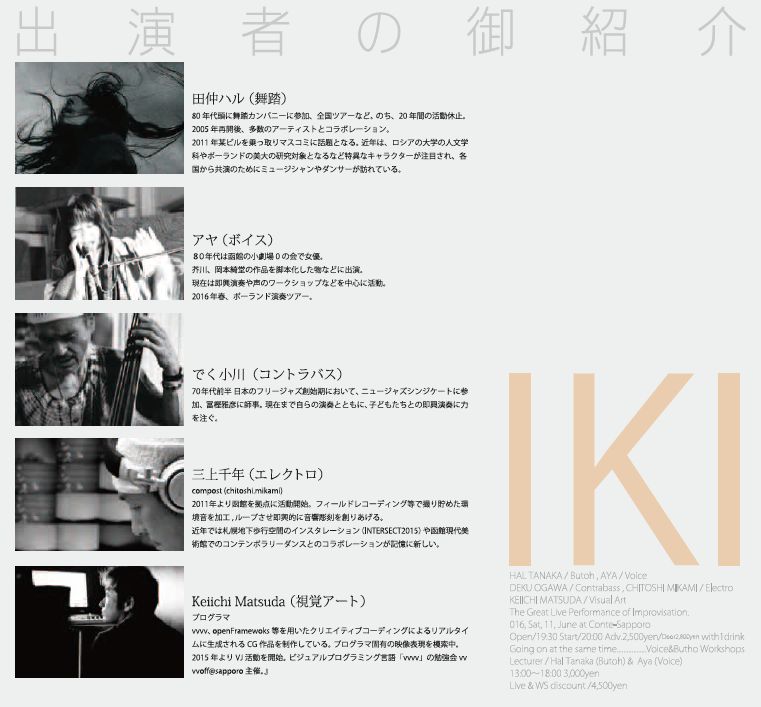 出演者の御紹介
田仲ハル（舞踏）
80 年代頭に舞踏カンパニーに参加、全国ツアーなど。のち、20 年間の活動休止。
2005 年再開後、多数のアーティストとコラボレーション。
2011 年某ビルを乗っ取りマスコミに話題となる。近年は、ロシアの大学の人文学
科やポーランドの美大の研究対象となるなど特異なキャラクターが注目され、各
国から共演のためにミュージシャンやダンサーが訪れている。
アヤ（ボイス）
８０年代は函館の小劇場０の会で女優。
芥川、岡本綺堂の作品を脚本化した物などに出演。
現在は即興演奏や声のワークショップなどを中心に活動。
2016 年春、ポーランド演奏ツアー。
でく小川（コントラバス）
70年代前半 日本のフリージャズ創始期において、ニュージャズシンジケートに参
加、富樫雅彦に師事。現在まで自らの演奏とともに、子どもたちとの即興演奏に力
を注ぐ。
三上千年（エレクトロ）
compost (chitoshi.mikami)
2011年より函館を拠点に活動開始。フィールドレコーディング等で撮り貯めた環
境音を加工 , ループさせ即興的に音響彫刻を創りあげる。
近年では札幌地下歩行空間のインスタレーション（INTERSECT2015）や函館現代美
術館でのコンテンポラリーダンスとのコラボレーションが記憶に新しい。
Keiichi Matsuda（視覚アート）
プログラマ
vvvv、openFramewoks 等を用いたクリエイティブコーディングによるリアルタイ
ムに生成される CG 作品を制作している。プログラマ固有の映像表現を模索中。
2015 年より VJ 活動を開始。ビジュアルプログラミング言語「vvvv」の勉強会 vv
vvoff@sapporo 主催。』
IKI
HAL TANAKA / Butoh , AYA / Voice
DEKU OGAWA / Contrabass , CHITOSHI MIKAMI / Electro
KEIICHI MATSUDA / Visual Art
The Great Live Performance of Improvisation.
016, Sat, 11, June at Conte-Sapporo
Open/19:30 Start/20:00 Adv.2,500yen/Door2,800yen with1drink
Going on at the same time..............Voice&Butho Workshops
Lecturer / Hal Tanaka (Butoh) & Aya (Voice)
13:00〜18:00 3,000yen
Live & WS discount /4,500yen